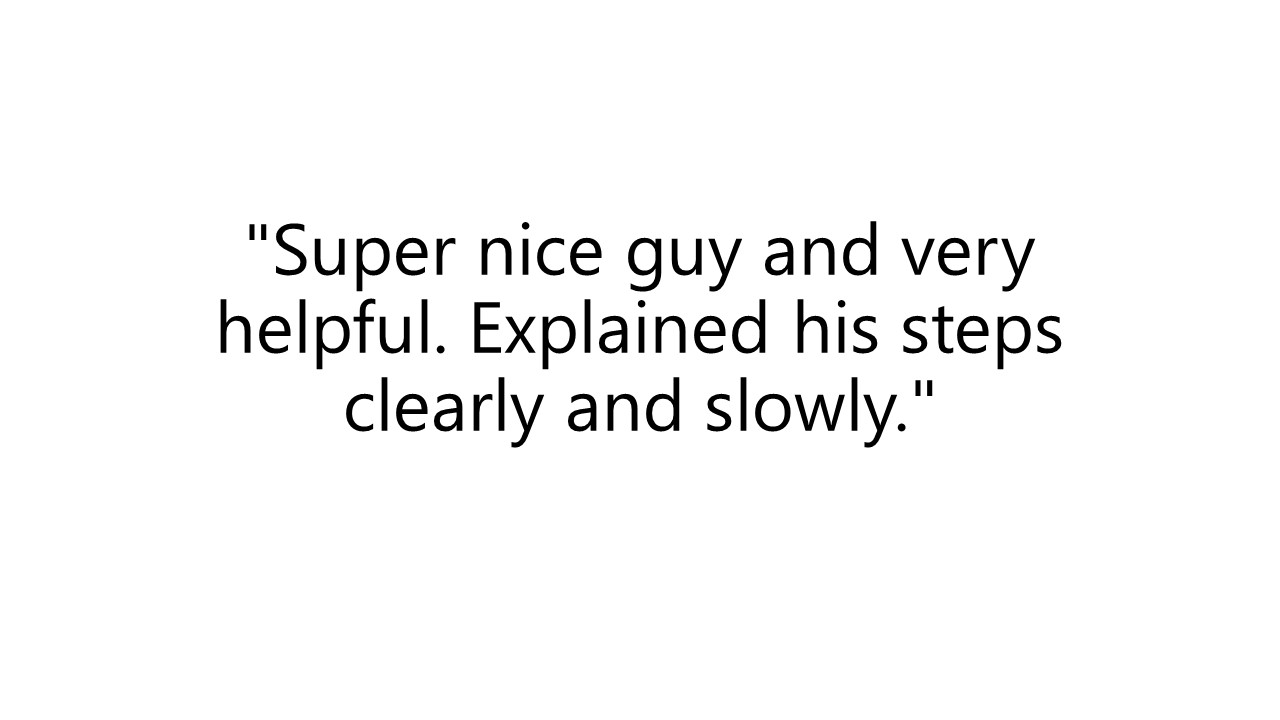 "Super nice guy and very
helpful. Explained his steps
clearly and slowly."